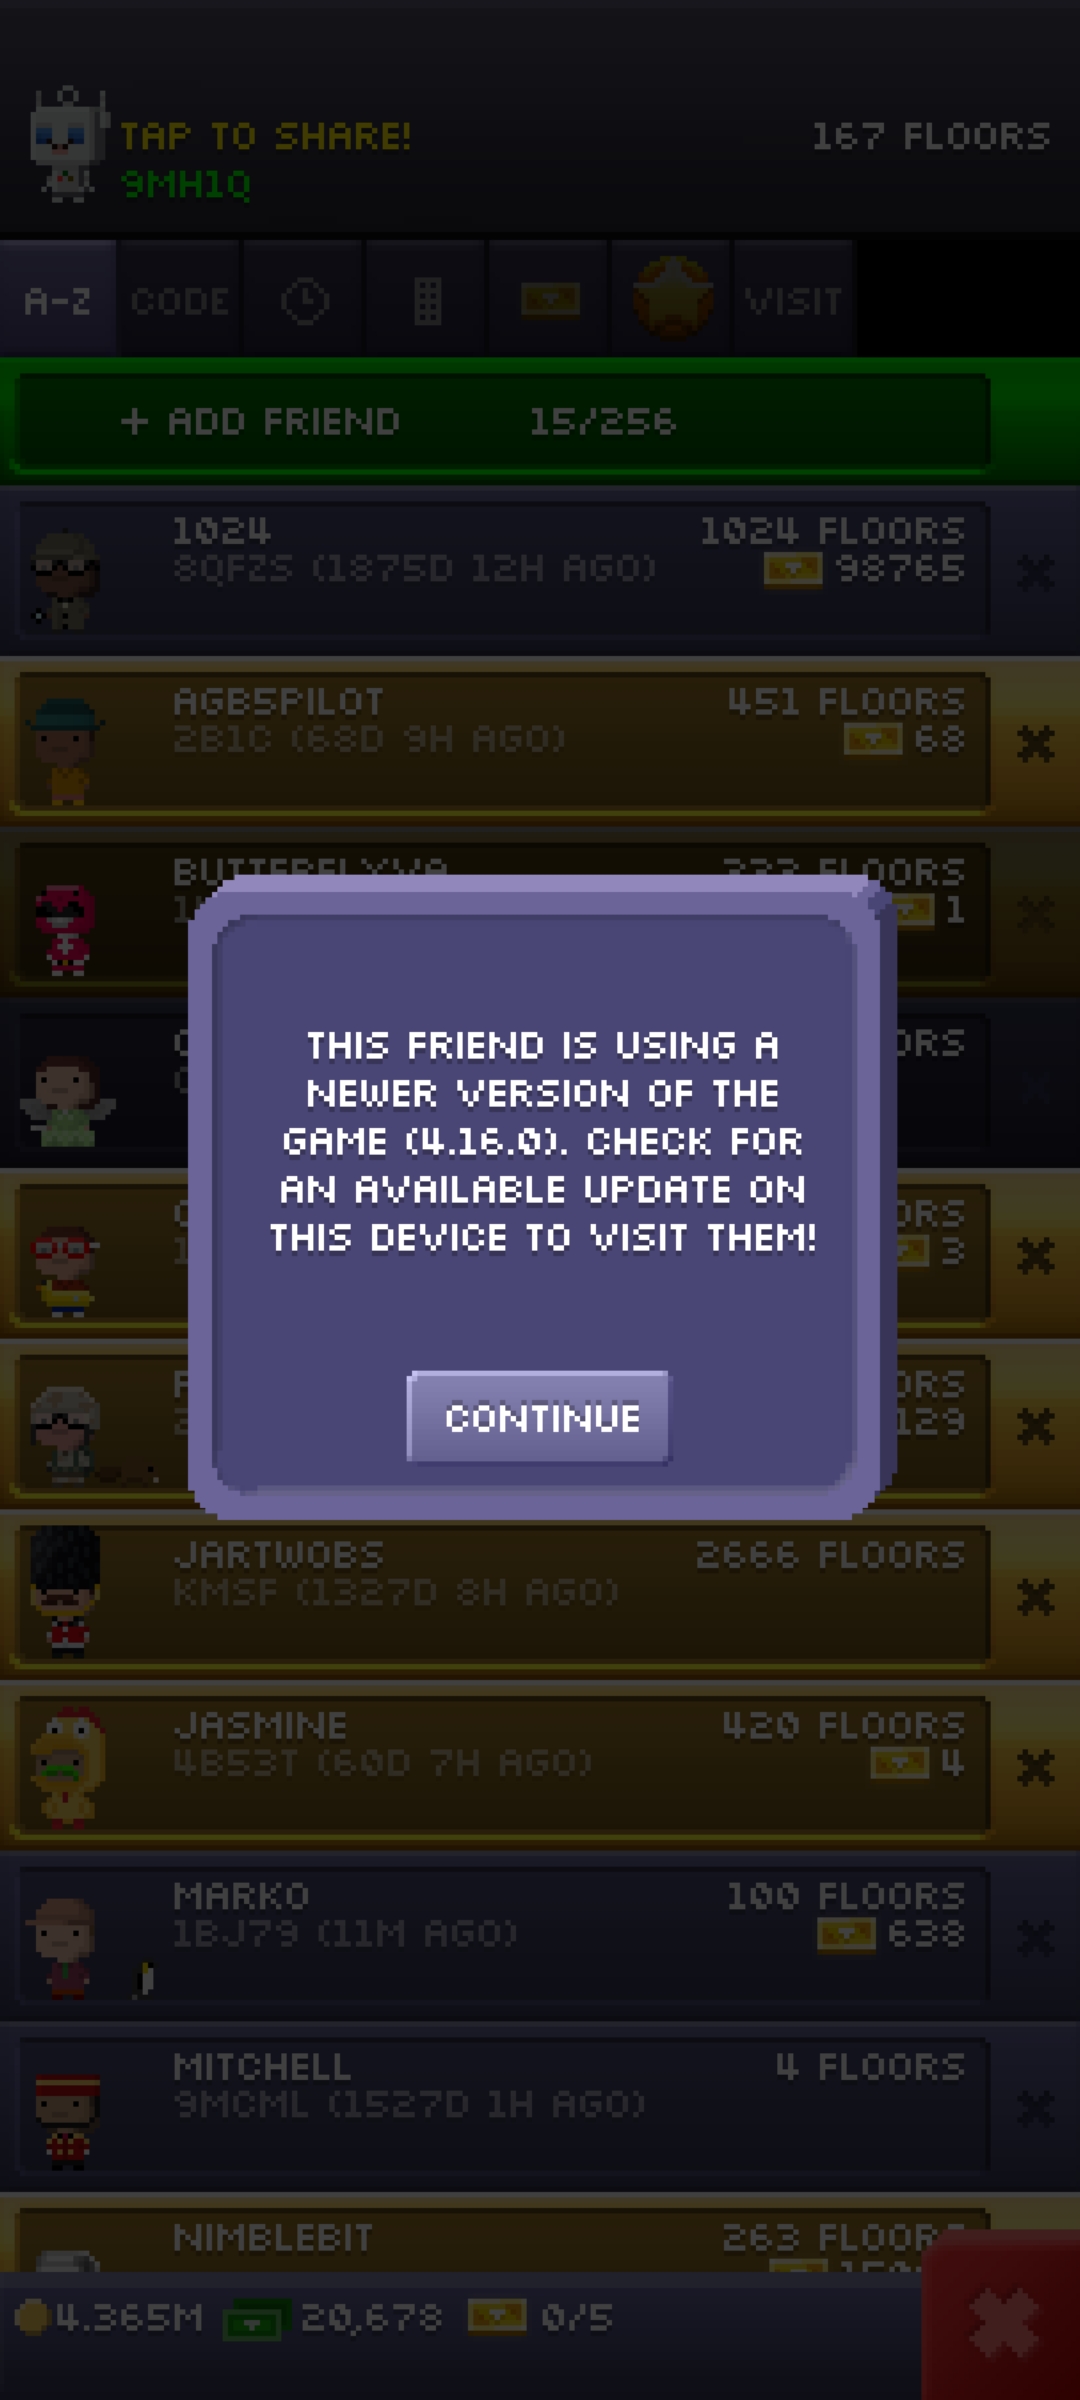 TAP TO SHARE!
167 FLOORS
9MH1Q
A-Z
CODE
VISIT
+ ADD FRIEND
15/256
1024
1024 FLOORS
8QFZS (1875D 12H AGO)
98765
AGB5PILOT
451 FLOORS
2B1C (68D 9H AGO)
68
FLOORS
1
THIS FRIEND IS USING A
NEWER VERSION OF THE
GAME (4.16.0). CHECK FOR
AN AVAILABLE UPDATE ON
THIS DEVICE TO VISIT THEM!
3
129
CONTINUE
JARTWOBS
2666 FLOORS
KMSF (1327D 8H AGO)
JASMINE
420 FLOORS
4B53T (60D 7H AGO)
4
MARKO
100 FLOORS
1BJ79 (11M AGO)
638
MITCHELL
4 FLOORS
9MCML (1527D 1H AGO)
NIMBLEBIT
263 FLOORS
4.365M
20,678
0/5